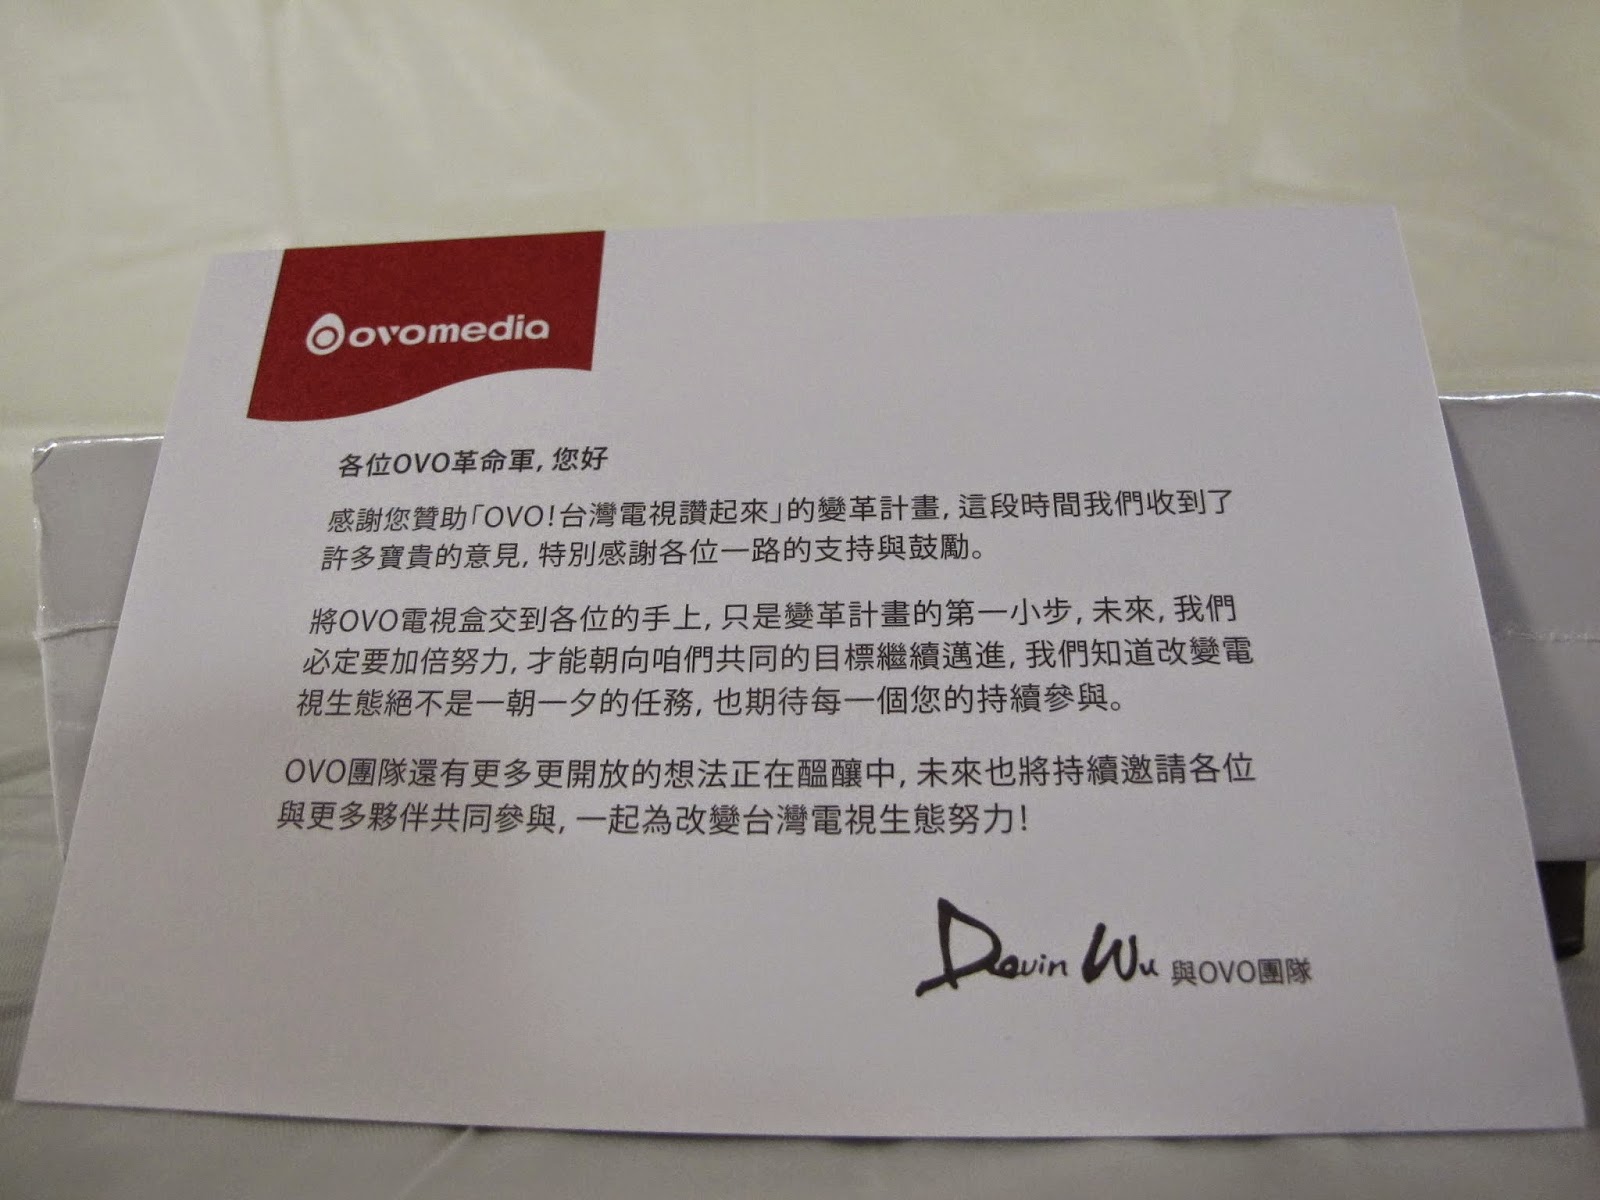 ovomedia
各位OVO革命軍, 您好
感謝您贊助「OVO!台灣電視讚起來」的變革計畫, 這段時間我們收到了
許多寶貴的意見, 特別感謝各位一路的支持與鼓勵。
將OVO電視盒交到各位的手上, 只是變革計畫的第一小步, 未來, 我們
必定要加倍努力, 才能朝向咱們共同的目標繼續邁進, 我們知道改變電
視生態絕不是一朝一夕的任務, 也期待每一個您的持續參與。
OVO團隊還有更多更開放的想法正在醞釀中, 未來也將持續邀請各位
與更多夥伴共同參與, 一起為改變台灣電視生態努力!
Devin Wu 與OVO團隊